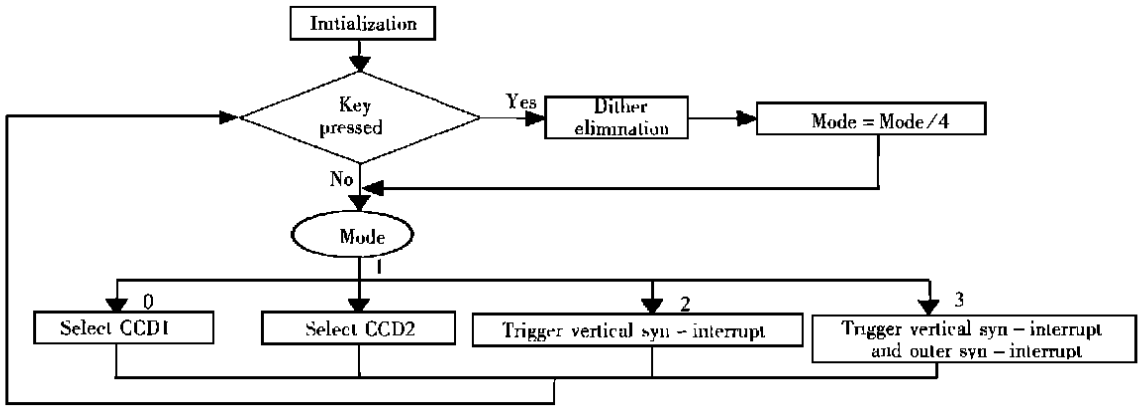 Initialization
Key
pressed
Yes
Dither
elimination
Mode = Mode/4
No
Mode
1
0
2
3
Select CCD1
Select CCD2
Trigger vertical syn - interrupt
Trigger vertical syn - interrupt
and outer syn - interrupt